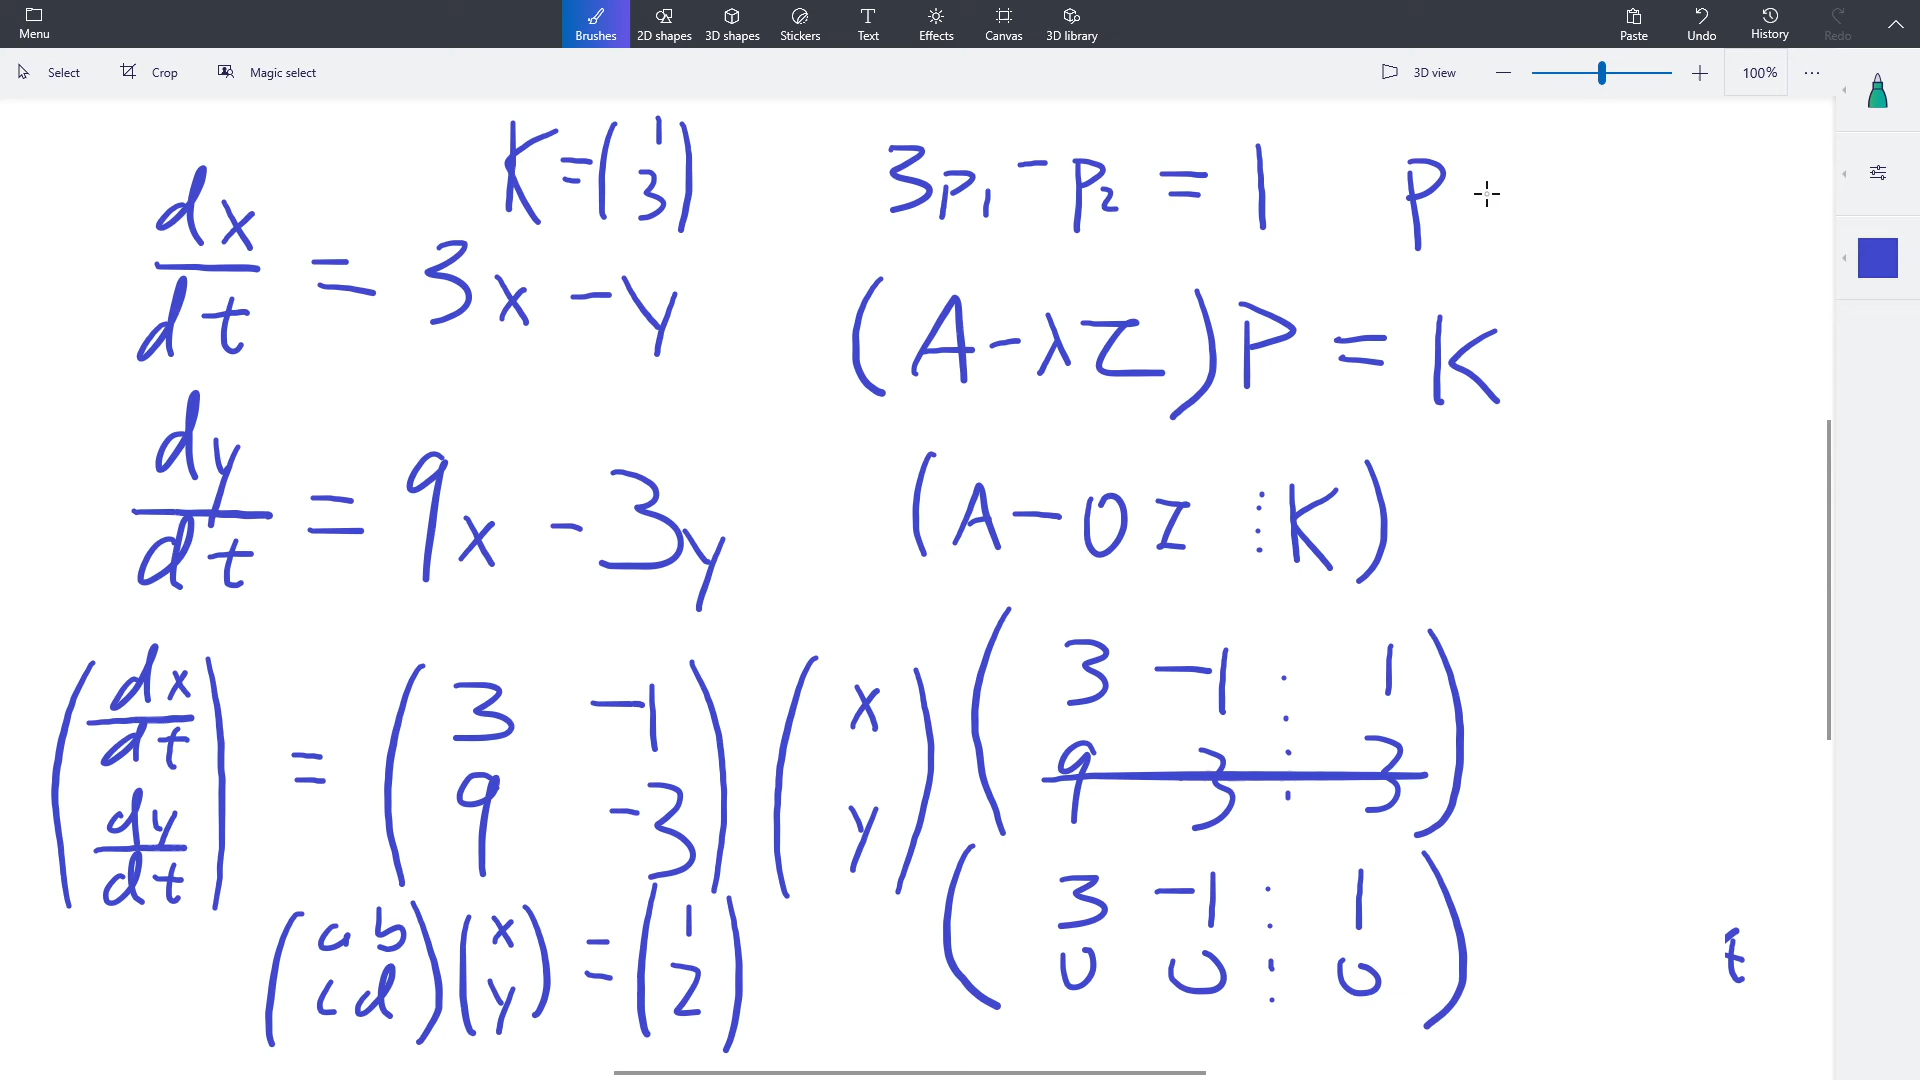 Menu Brushes 2D shapes 3D shapes Stickers Text Effects Canvas 3D library Paste Undo History Redo
Select Crop Magic select 3D view 100%
K = ( 1 3 )
3p₁ - p₂ = 1 P
dx/dt = 3x - y
(A - λI)P = K
dy/dt = 9x - 3y
(A - 0I ⋮ K)
( dx/dt dy/dt ) = ( 3 -1 9 -3 ) ( x y )
( 3 -1 ⋮ 1
9 3 ⋮ 3 )
( 3 -1 ⋮ 1
0 0 ⋮ 0 )
( a b c d ) ( x y ) = ( 1 2 )
t